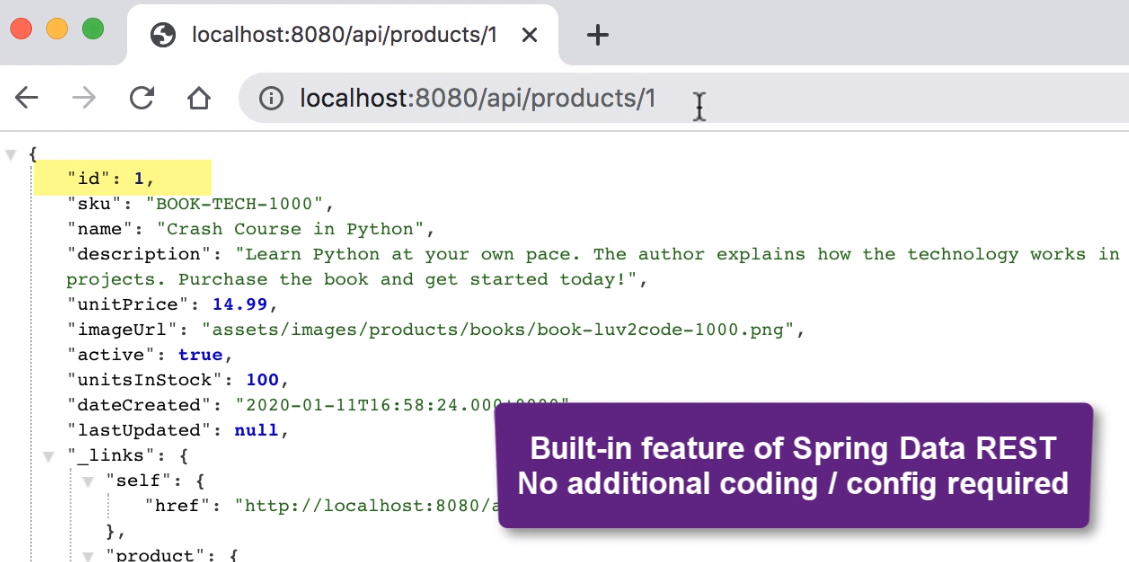 localhost:8080/api/products/1
localhost:8080/api/products/1
{
"id": 1,
"sku": "BOOK-TECH-1000",
"name": "Crash Course in Python",
"description": "Learn Python at your own pace. The author explains how the technology works in
projects. Purchase the book and get started today!",
"unitPrice": 14.99,
"imageUrl": "assets/images/products/books/book-luv2code-1000.png",
"active": true,
"unitsInStock": 100,
"dateCreated": "2020-01-11T16:58:24.000+0000"
"lastUpdated": null,
"_links": {
"self": {
"href": "http://localhost:8080/a
},
"product": {
Built-in feature of Spring Data REST
No additional coding / config required